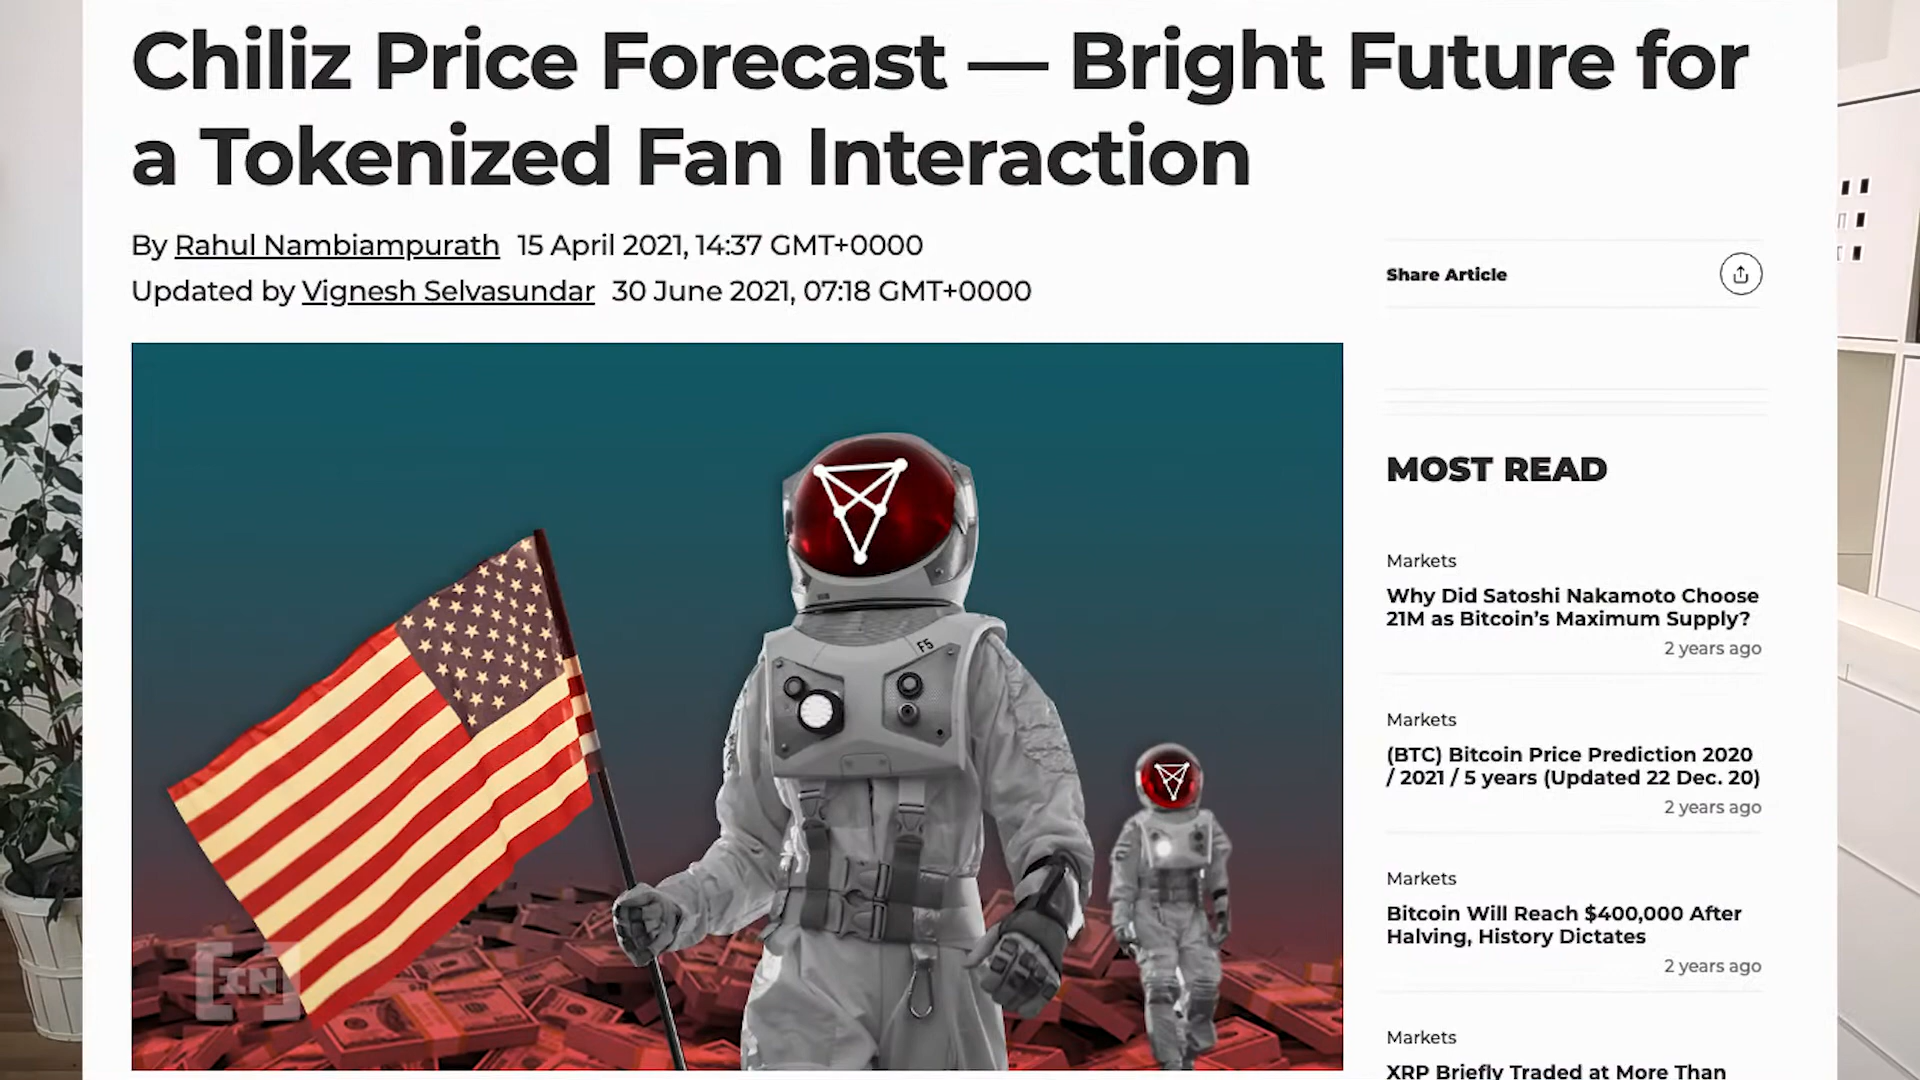 Chiliz Price Forecast — Bright Future for
a Tokenized Fan Interaction
By Rahul Nambiampurath 15 April 2021, 14:37 GMT+0000
Updated by Vignesh Selvasundar 30 June 2021, 07:18 GMT+0000
Share Article
MOST READ
Markets
Why Did Satoshi Nakamoto Choose
21M as Bitcoin’s Maximum Supply?
2 years ago
Markets
(BTC) Bitcoin Price Prediction 2020
/ 2021 / 5 years (Updated 22 Dec. 20)
2 years ago
Markets
Bitcoin Will Reach $400,000 After
Halving, History Dictates
2 years ago
Markets
XRP Briefly Traded at More Than
F5
IN